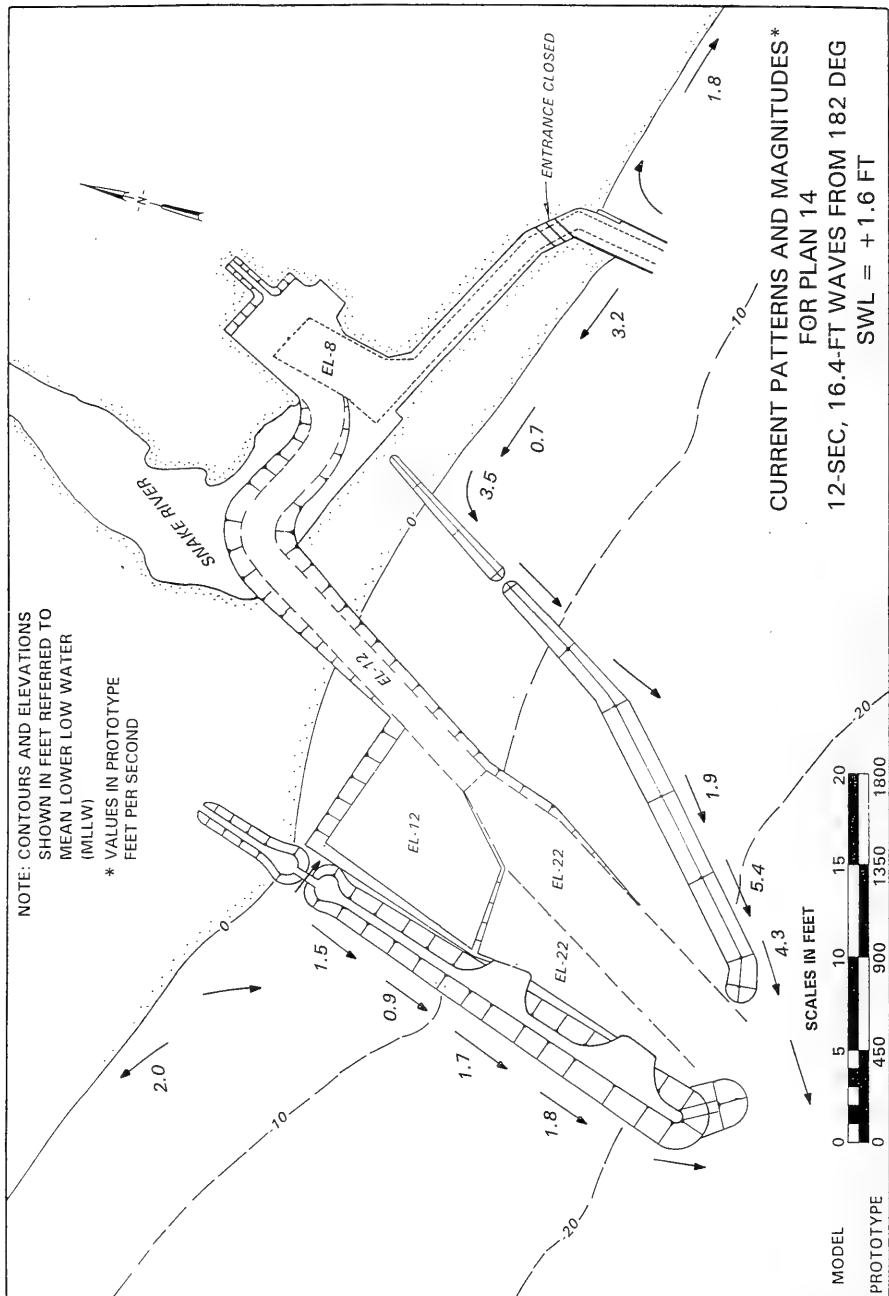 NOTE: CONTOURS AND ELEVATIONS
SHOWN IN FEET REFERRED TO
MEAN LOWER LOW WATER
(MLLW)
* VALUES IN PROTOTYPE
FEET PER SECOND
-N-
SNAKE RIVER
EL-8
ENTRANCE CLOSED
EL-12
EL-12
EL-22
EL-22
0
0
-10
-10
-20
-20
2.0
1.5
0.9
1.7
1.8
4.3
5.4
1.9
3.5
0.7
3.2
1.8
CURRENT PATTERNS AND MAGNITUDES*
FOR PLAN 14
12-SEC, 16.4-FT WAVES FROM 182 DEG
SWL = +1.6 FT
SCALES IN FEET
MODEL 0 5 10 15 20
PROTOTYPE 0 450 900 1350 1800